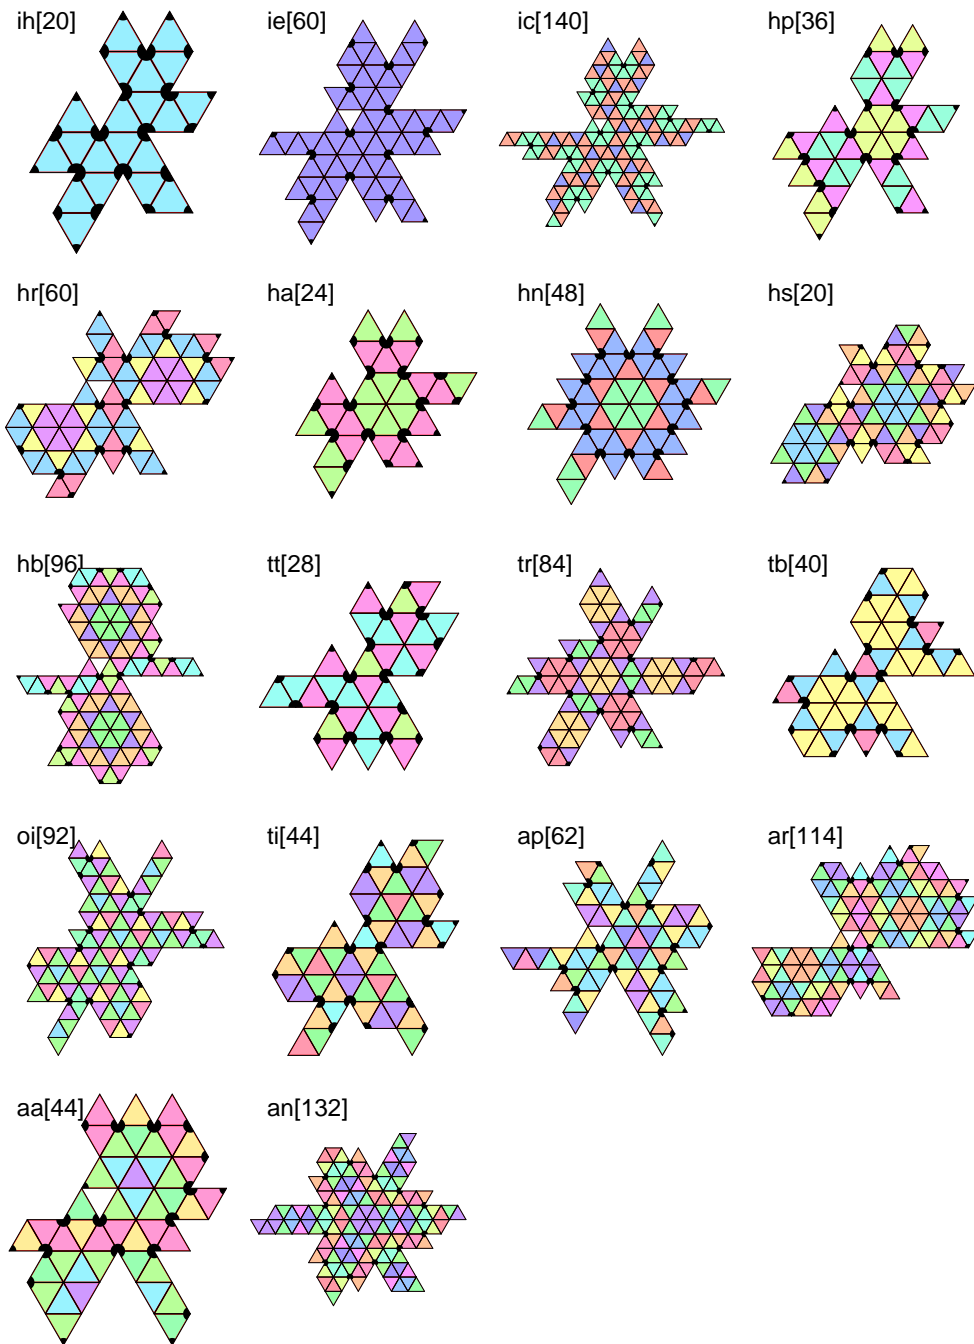 ih[20] ie[60] ic[140] hp[36]
hr[60] ha[24] hn[48] hs[20]
hb[96] tt[28] tr[84] tb[40]
oi[92] ti[44] ap[62] ar[114]
aa[44] an[132]